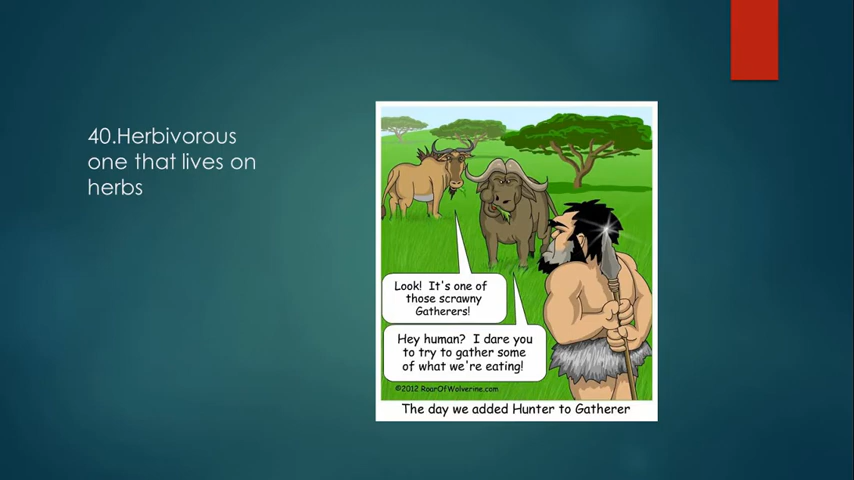 40.Herbivorous
one that lives on
herbs
Look! It's one of
those scrawny
Gatherers!
Hey human? I dare you
to try to gather some
of what we're eating!
©2012 RoarOfWolverine.com
The day we added Hunter to Gatherer